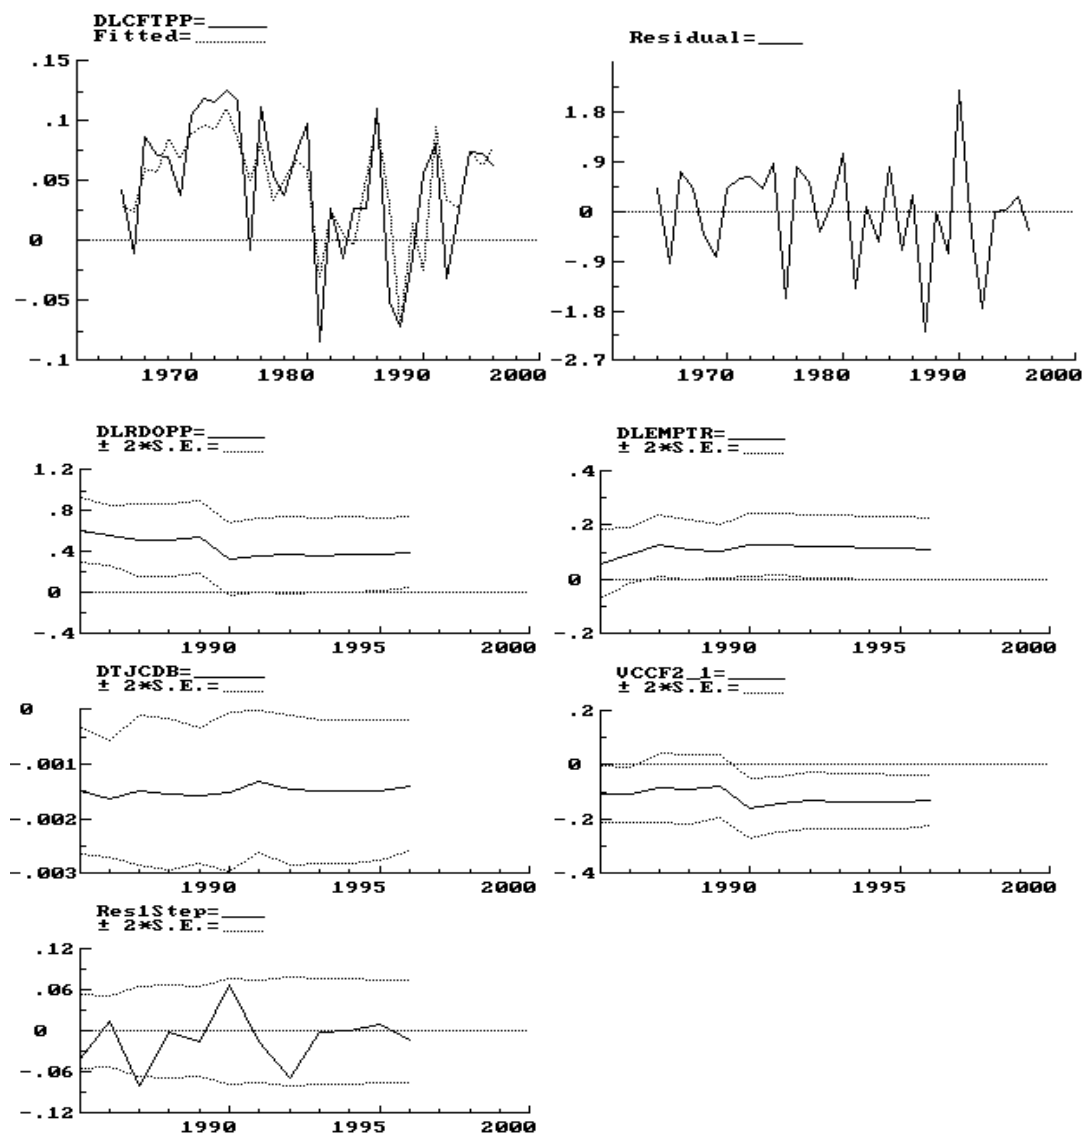 DLCFTPP=
Fitted=
.15
.1
.05
0
-.05
-.1
1970 1980 1990 2000
Residual=
1.8
.9
0
-.9
-1.8
-2.7
1970 1980 1990 2000
DLRDOPP=
± 2*S.E.=
1.2
.8
.4
0
-.4
1990 1995 2000
DLEMPTR=
± 2*S.E.=
.4
.2
0
-.2
1990 1995 2000
DTJCDB=
± 2*S.E.=
0
-.001
-.002
-.003
1990 1995 2000
VCCF2_1=
± 2*S.E.=
.2
0
-.2
-.4
1990 1995 2000
Res1Step=
± 2*S.E.=
.12
.06
0
-.06
-.12
1990 1995 2000